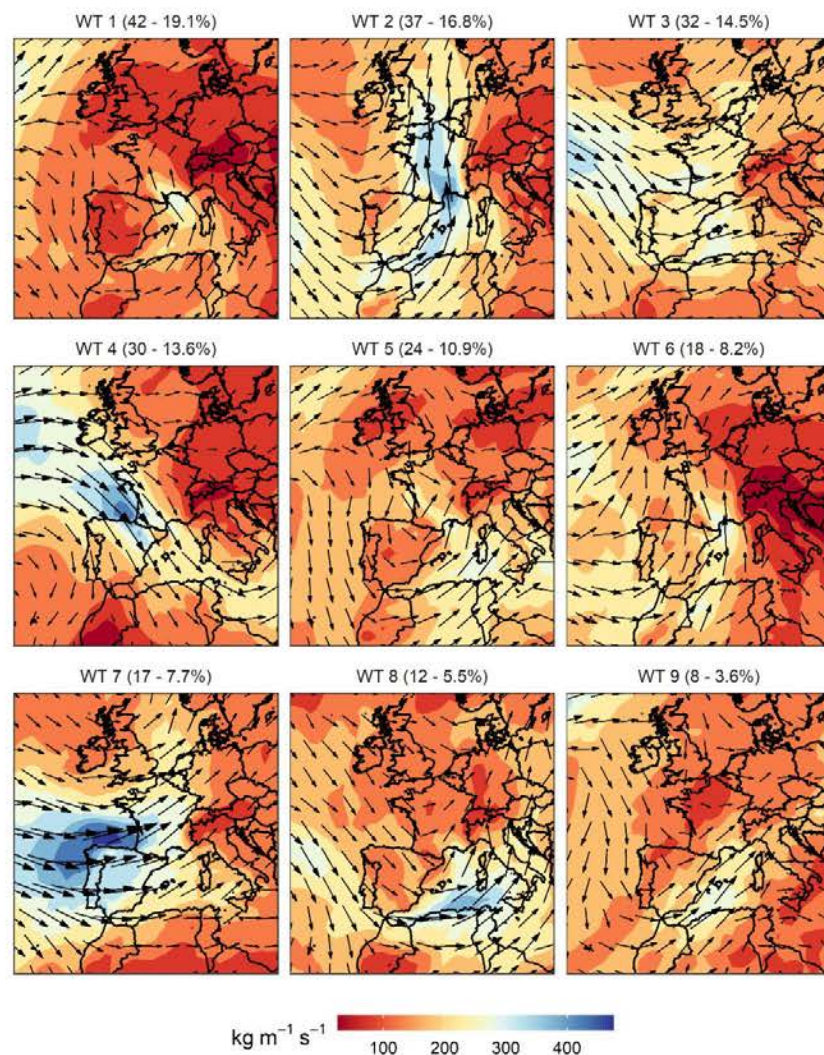 WT 1 (42 - 19.1%)
WT 2 (37 - 16.8%)
WT 3 (32 - 14.5%)
WT 4 (30 - 13.6%)
WT 5 (24 - 10.9%)
WT 6 (18 - 8.2%)
WT 7 (17 - 7.7%)
WT 8 (12 - 5.5%)
WT 9 (8 - 3.6%)
kg m⁻¹ s⁻¹
100 200 300 400